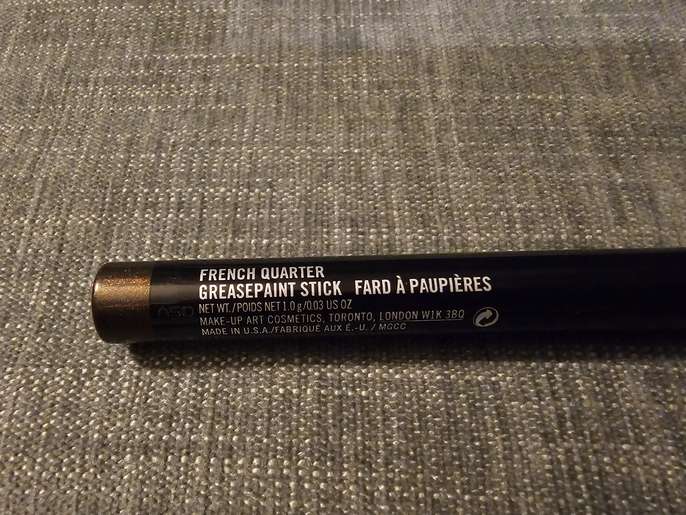 FRENCH QUARTER
GREASEPAINT STICK FARD À PAUPIÈRES
NET WT./POIDS NET 1.0 g/0.03 US OZ
MAKE-UP ART COSMETICS, TORONTO, LONDON W1K 3BQ
MADE IN U.S.A./FABRIQUÉ AUX É.-U. / MGCC